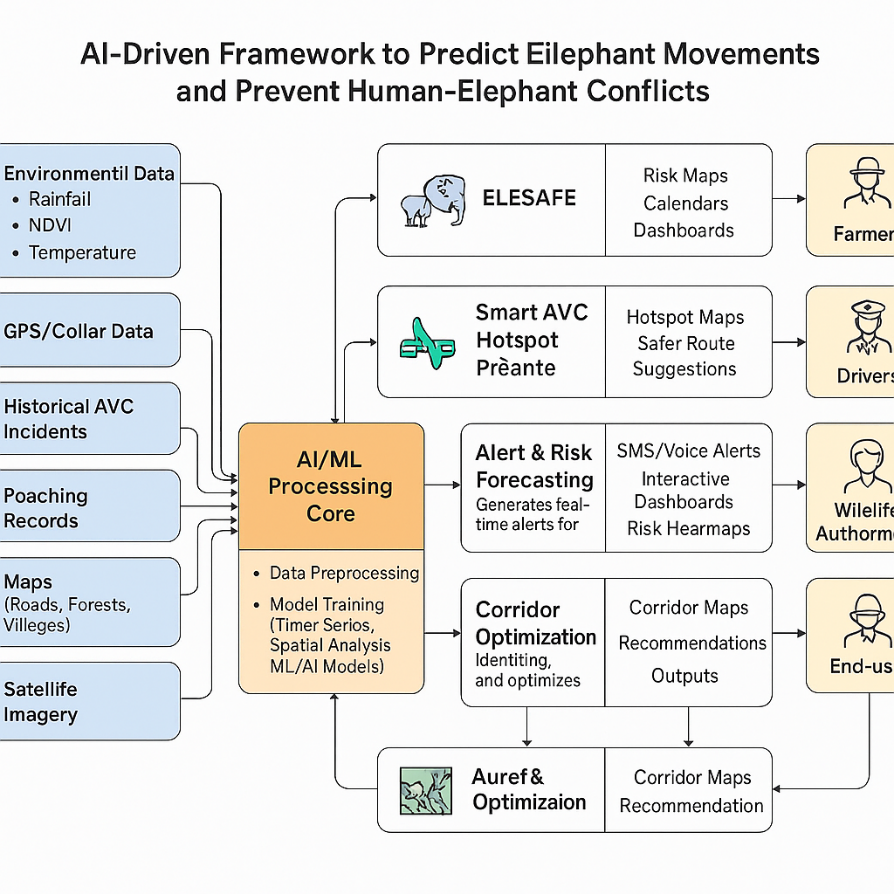 AI-Driven Framework to Predict Eilephant Movements
and Prevent Human-Elephant Conflicts
Environmentil Data
• Rainfail
• NDVI
• Temperature
GPS/Collar Data
Historical AVC
Incidents
Poaching
Records
Maps
(Roads, Forests,
Villeges)
Satellife
Imagery
AI/ML
Processsing
Core
• Data Preprocessing
• Model Training
(Timer Serios,
Spatial Analysis
ML/AI Models)
ELESAFE
Risk Maps
Calendars
Dashboards
Farmer
Smart AVC
Hotspot
Prèante
Hotspot Maps
Safer Route
Suggestions
Drivers
Alert & Risk
Forecasting
Generates feal-
time alerts for
SMS/Voice Alerts
Interactive
Dashboards
Risk Hearmaps
Wilelife
Authorme
Corridor
Optimization
Identiting,
and optimizes
Corridor Maps
Recommendations
Outputs
End-us
Auref &
Optimizaion
Corridor Maps
Recommendation